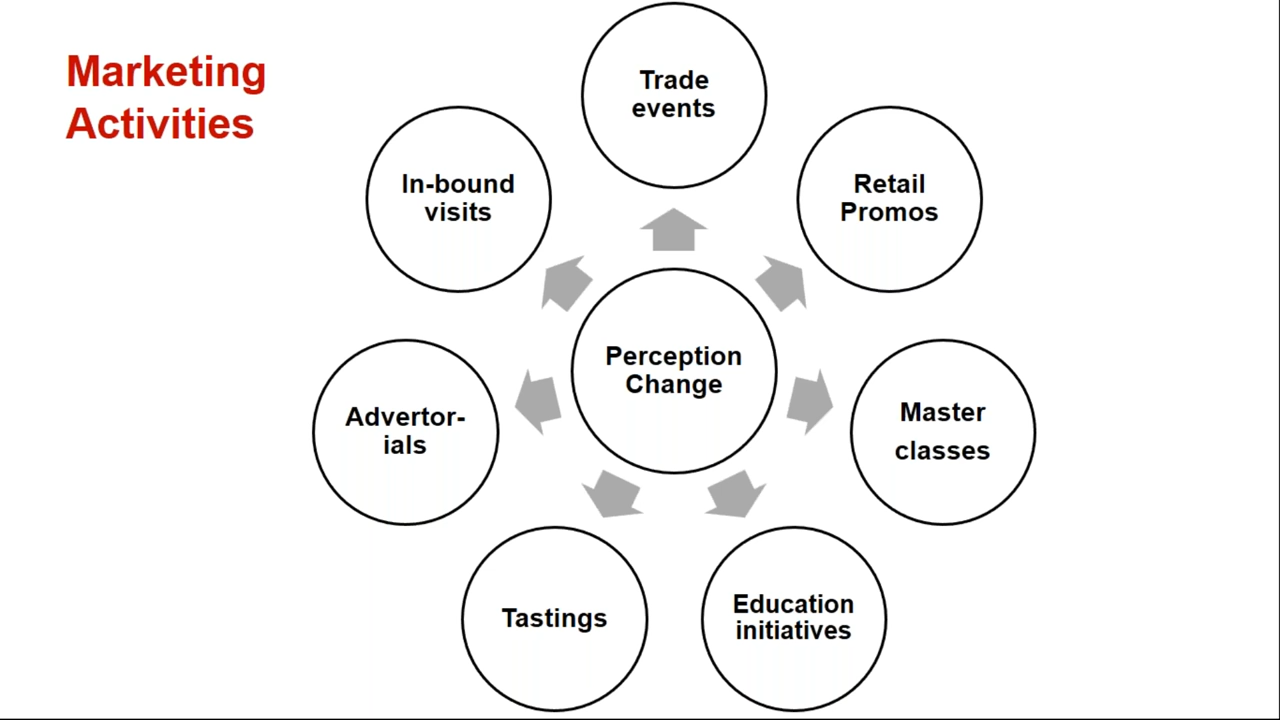 Marketing
Activities
Trade
events
Retail
Promos
Master
classes
Education
initiatives
Tastings
Advertor-
ials
In-bound
visits
Perception
Change